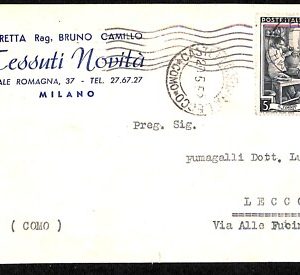 RETTA Rag. BRUNO CAMILLO
Tessuti Novità
ALE ROMAGNA, 37 - TEL. 27.67.27
MILANO
POSTE ITAL
5
Preg. Sig.
fumagalli Dott. Lu
LECCO
Via Alle Fucin
( COMO )